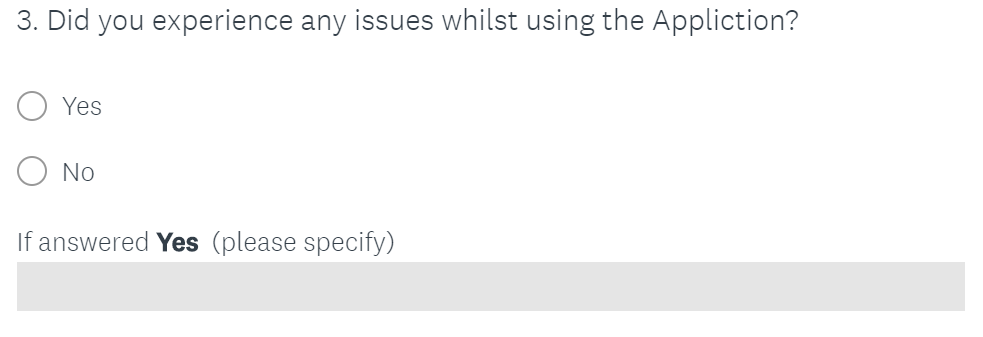 3. Did you experience any issues whilst using the Appliction?
Yes
No
If answered Yes (please specify)